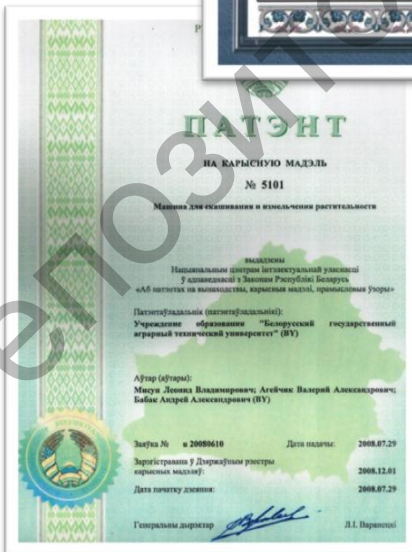 ПАТЭНТ
НА КАРЫСНУЮ МАДЭЛЬ
№ 5101
Машина для скашивания и измельчения растительности
выдадзены
Нацыянальным цэнтрам інтэлектуальнай уласнасці
ў адпаведнасці з Законам Рэспублікі Беларусь
«Аб патэнтах на вынаходствы, карысныя мадэлі, прамысловыя ўзоры»
Патэнтаўладальнік (патэнтаўладальнікі):
Учреждение образования "Белорусский государственный
аграрный технический университет" (BY)
Аўтар (аўтары):
Мисун Леонид Владимирович; Агейчик Валерий Александрович;
Бабак Андрей Александрович (BY)
Заяўка № u 20080610 Дата падачы: 2008.07.29
Зарэгістравана ў Дзяржаўным рэестры
карысных мадэляў: 2008.12.01
Дата пачатку дзеяння: 2008.07.29
Генеральны дырэктар Л.І. Варанецкі